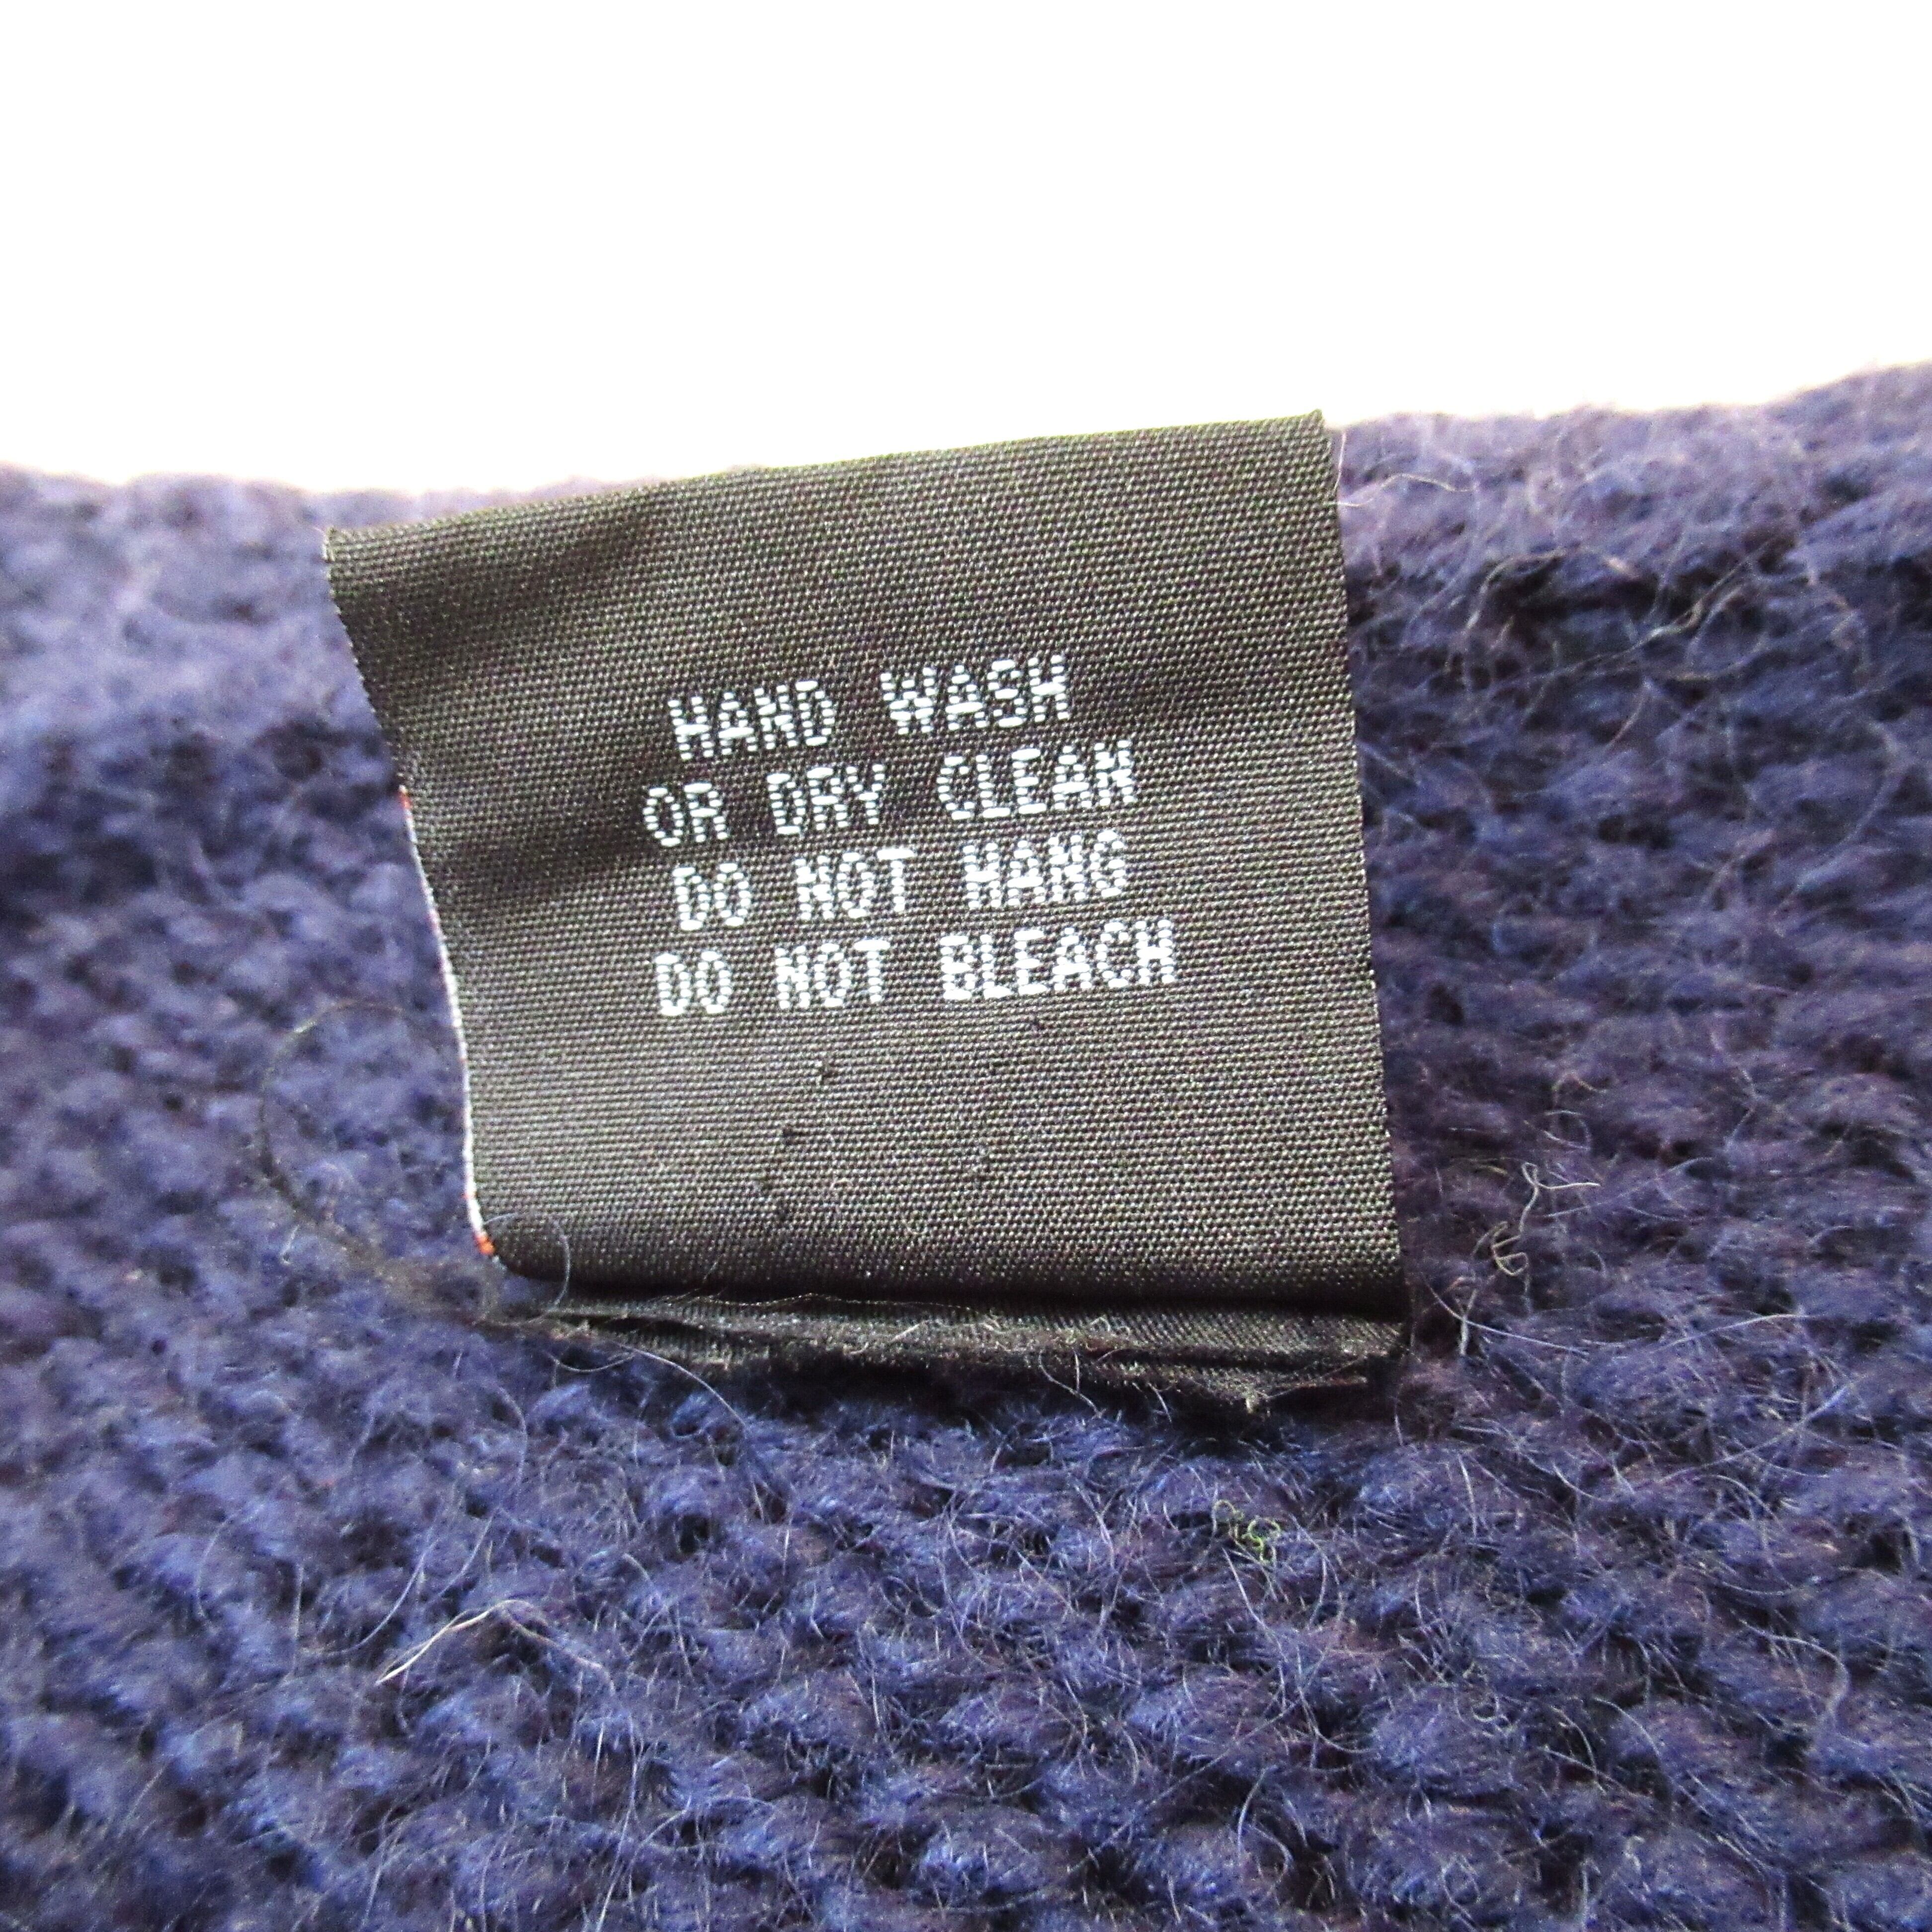 HAND WASH
OR DRY CLEAN
DO NOT HANG
DO NOT BLEACH